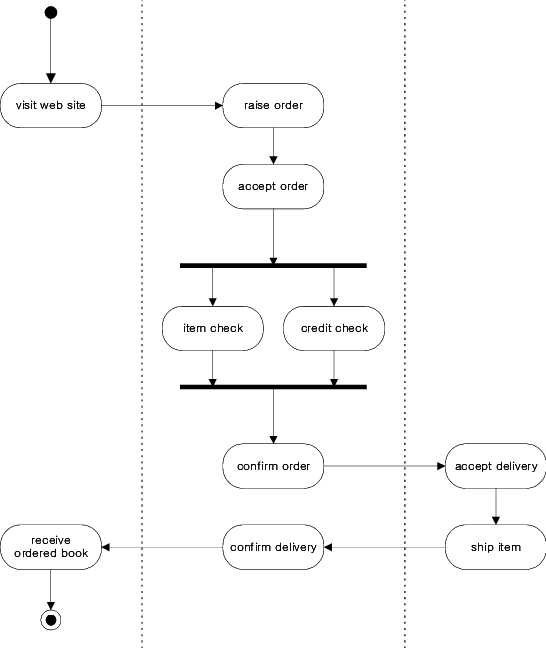 visit web site
raise order
accept order
item check
credit check
confirm order
accept delivery
receive
ordered book
confirm delivery
ship item